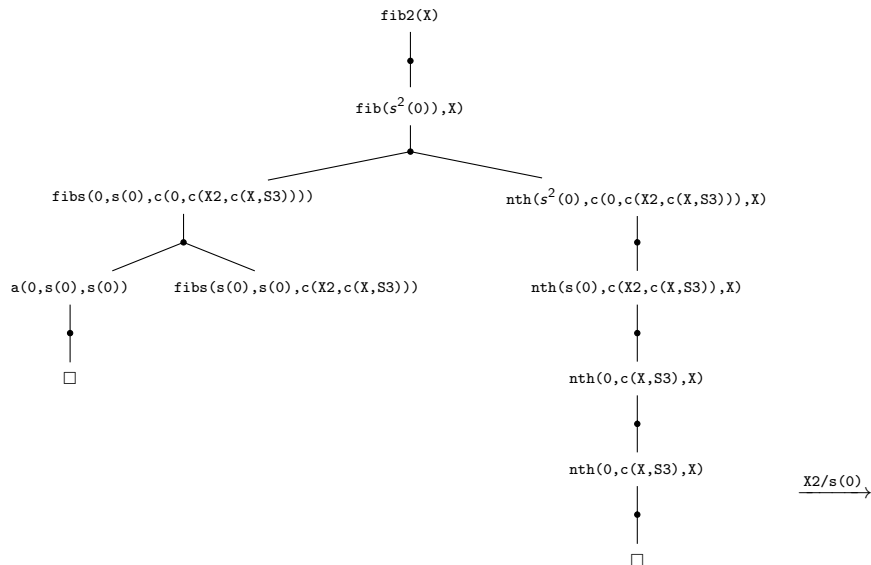 fib2(X)
fib(s²(0)),X)
fibs(0,s(0),c(0,c(X2,c(X,S3))))
nth(s²(0),c(0,c(X2,c(X,S3))),X)
a(0,s(0),s(0))
fibs(s(0),s(0),c(X2,c(X,S3)))
nth(s(0),c(X2,c(X,S3)),X)
□
nth(0,c(X,S3),X)
nth(0,c(X,S3),X)
X2/s(0)
□